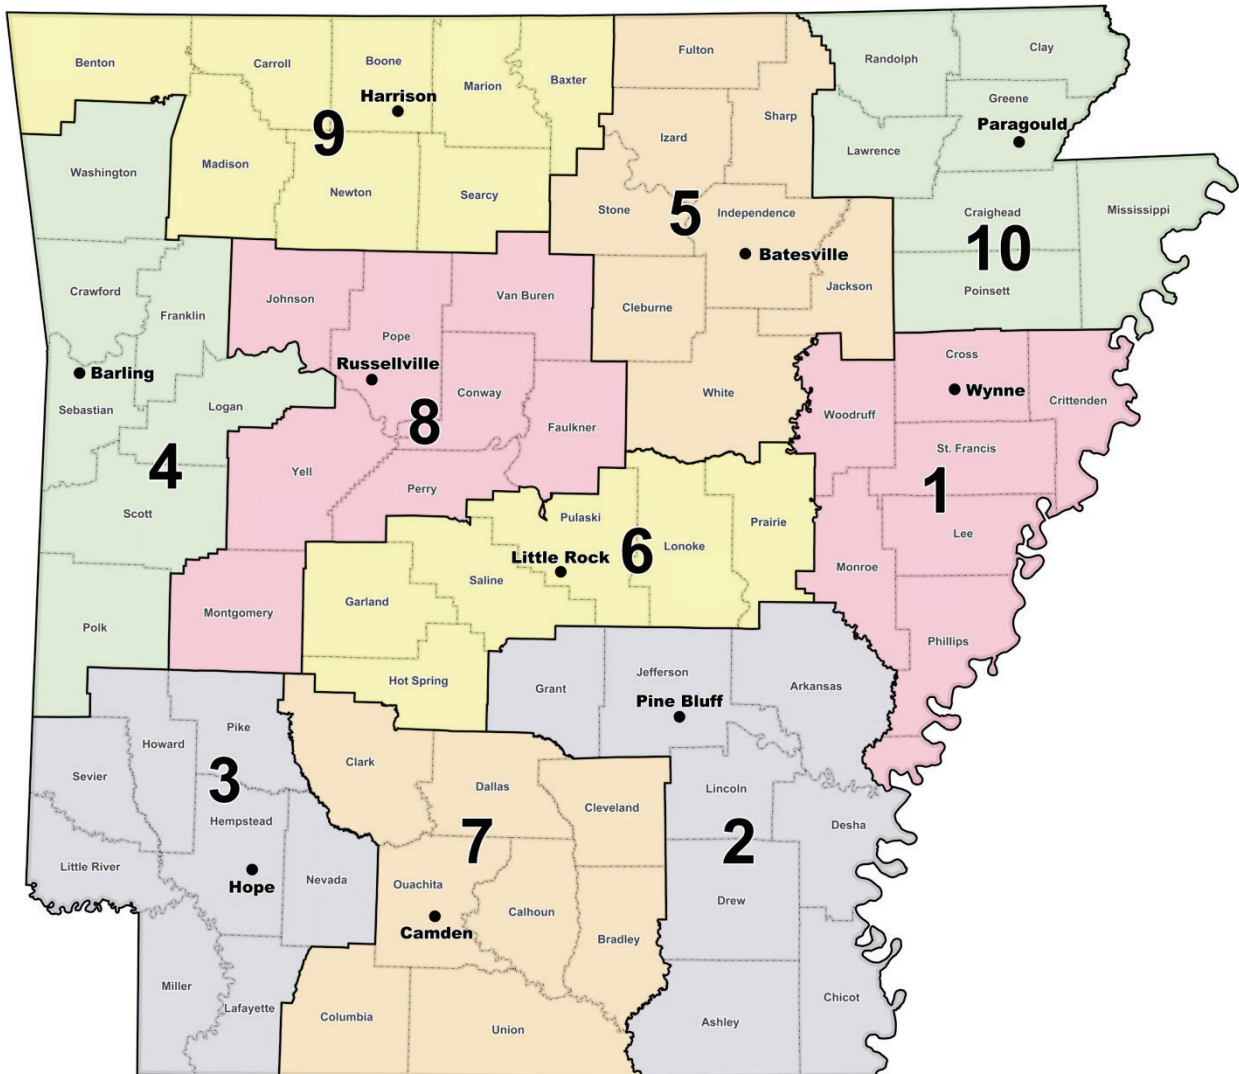 Benton
Carroll
Boone
Marion
Baxter
Harrison
9
Washington
Madison
Newton
Searcy
Fulton
Sharp
Izard
Stone
5
Independence
Batesville
Cleburne
Jackson
White
Randolph
Clay
Greene
Paragould
Lawrence
Craighead
Mississippi
10
Poinsett
Crawford
Franklin
Barling
Sebastian
Logan
4
Scott
Polk
Johnson
Pope
Van Buren
Russellville
Conway
8
Faulkner
Yell
Perry
Montgomery
Cross
Wynne
Crittenden
Woodruff
St. Francis
1
Lee
Monroe
Phillips
Pulaski
Prairie
Little Rock
6
Lonoke
Saline
Garland
Hot Spring
Grant
Jefferson
Arkansas
Pine Bluff
Lincoln
Desha
2
Drew
Chicot
Ashley
Pike
Howard
Sevier
3
Hempstead
Little River
Hope
Nevada
Miller
Lafayette
Clark
Dallas
Cleveland
7
Ouachita
Calhoun
Camden
Bradley
Columbia
Union